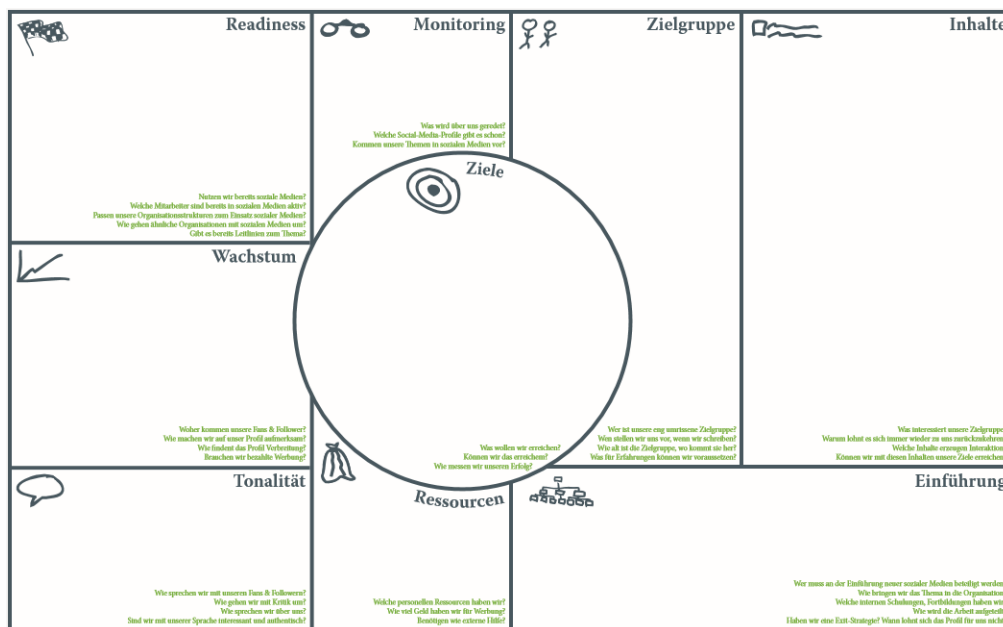 Readiness
Nutzen wir bereits soziale Medien?
Welche Mitarbeiter sind bereits in sozialen Medien aktiv?
Passen unsere Organisationsstrukturen zum Einsatz sozialer Medien?
Wie gehen ähnliche Organisationen mit sozialen Medien um?
Gibt es bereits Leitlinien zum Thema?
Monitoring
Was wird über uns geredet?
Welche Social-Media-Profile gibt es schon?
Kommen unsere Themen in sozialen Medien vor?
Zielgruppe
Wer ist unsere eng umrissene Zielgruppe?
Wen stellen wir uns vor, wenn wir schreiben?
Wie alt ist die Zielgruppe, wo kommt sie her?
Was für Erfahrungen können wir voraussetzen?
Inhalte
Was interessiert unsere Zielgruppe
Warum lohnt es sich immer wieder zu uns zurückzukehren
Welche Inhalte erzeugen Interaktion
Können wir mit diesen Inhalten unsere Ziele erreichen
Ziele
Was wollen wir erreichen?
Können wir das erreichem?
Wie messen wir unseren Erfolg?
Wachstum
Woher kommen unsere Fans & Follower?
Wie machen wir auf unser Profil aufmerksam?
Wie findent das Profil Verbreitung?
Brauchen wir bezahlte Werbung?
Tonalität
Wie sprechen wir mit unseren Fans & Followern?
Wie gehen wir mit Kritik um?
Wie sprechen wir über uns?
Sind wir mit unserer Sprache interessant und authentisch?
Ressourcen
Welche personellen Ressourcen haben wir?
Wie viel Geld haben wir für Werbung?
Benötigen wie externe Hilfe?
Einführung
Wer muss an der Einführung neuer sozialer Medien beteiligt werden
Wie bringen wir das Thema in die Organisation
Welche internen Schulungen, Fortbildungen haben wir
Wie wird die Arbeit aufgeteilt
Haben wir eine Exit-Strategie? Wann lohnt sich das Profil für uns nicht